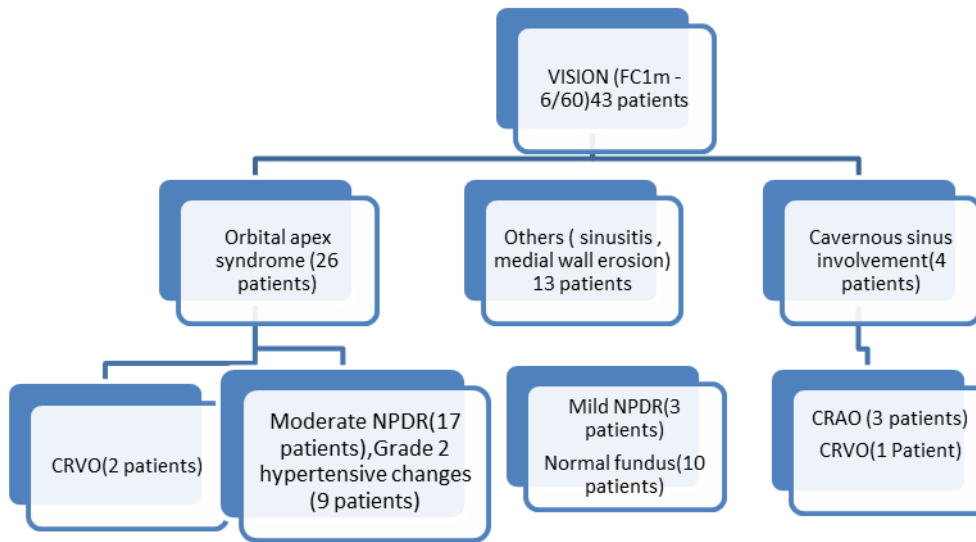 VISION (FC1m -
6/60)43 patients
Orbital apex
syndrome (26
patients)
Others ( sinusitis ,
medial wall erosion)
13 patients
Cavernous sinus
involvement(4
patients)
CRVO(2 patients)
Moderate NPDR(17
patients),Grade 2
hypertensive changes
(9 patients)
Mild NPDR(3
patients)
Normal fundus(10
patients)
CRAO (3 patients)
CRVO(1 Patient)